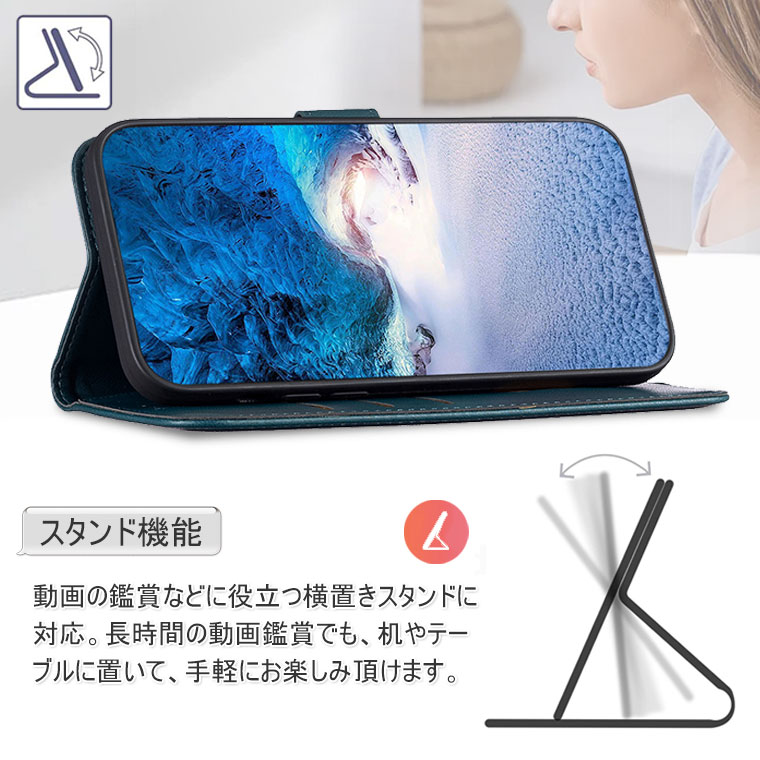 スタンド機能
動画の鑑賞などに役立つ横置きスタンドに
対応。長時間の動画鑑賞でも、机やテー
ブルに置いて、手軽にお楽しみ頂けます。